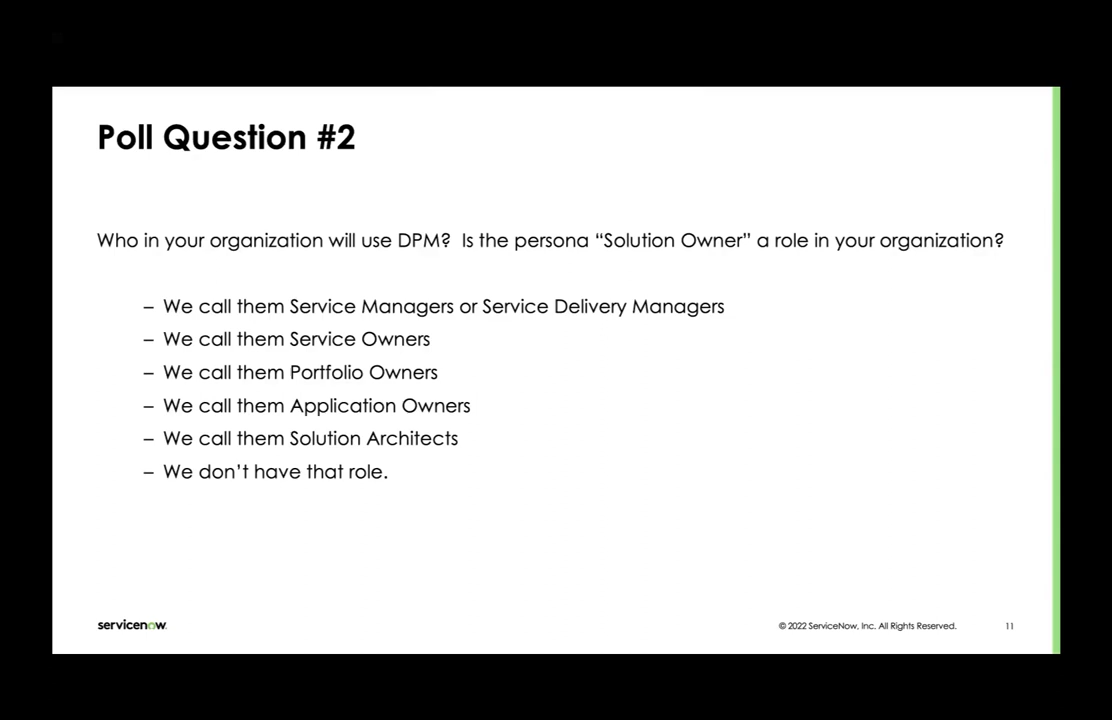 Poll Question #2
Who in your organization will use DPM?  Is the persona “Solution Owner” a role in your organization?
– We call them Service Managers or Service Delivery Managers
– We call them Service Owners
– We call them Portfolio Owners
– We call them Application Owners
– We call them Solution Architects
– We don’t have that role.
servicenow.
© 2022 ServiceNow, Inc. All Rights Reserved.
11